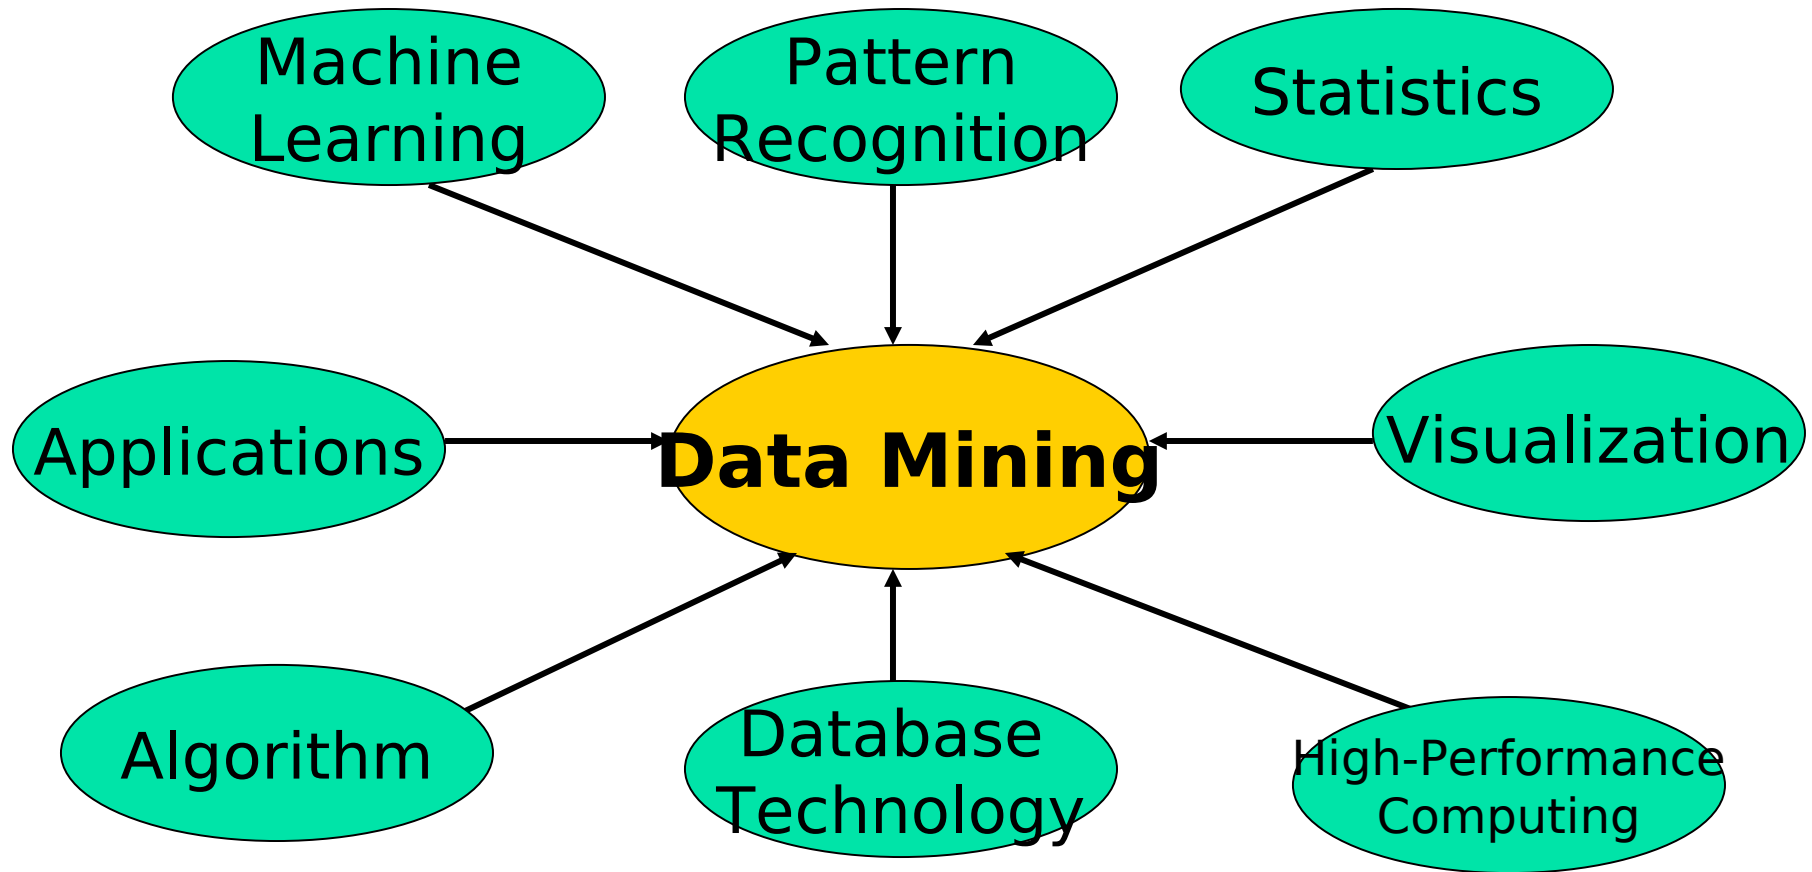 Machine
Learning
Pattern
Recognition
Statistics
Applications
Data Mining
Visualization
Algorithm
Database
Technology
High-Performance
Computing